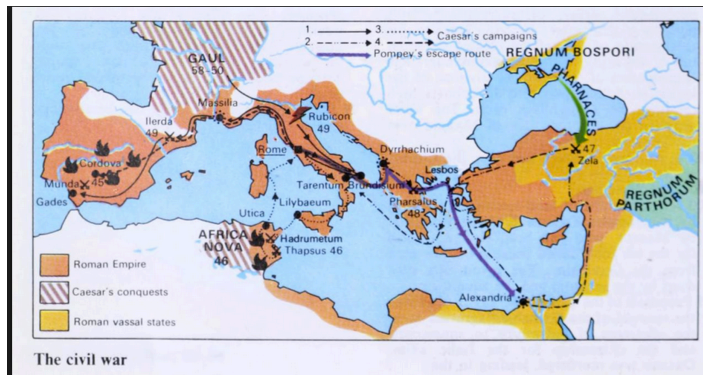 1. 3. Caesar's campaigns
2. 4.
Pompey's escape route
REGNUM BOSPORI
PHARNACES
GAUL
58-50
Massilia
Rubicon
49
Ilerda
49
Rome
Dyrrhachium
Lesbos
47
Zela
Cordova
Munda 45
Gades
Tarentum Brundisium
Pharsalus
48
REGNUM
PARTHORUM
Lilybaeum
Utica
AFRICA
NOVA
46
Hadrumetum
Thapsus 46
Alexandria
Roman Empire
Caesar's conquests
Roman vassal states
The civil war